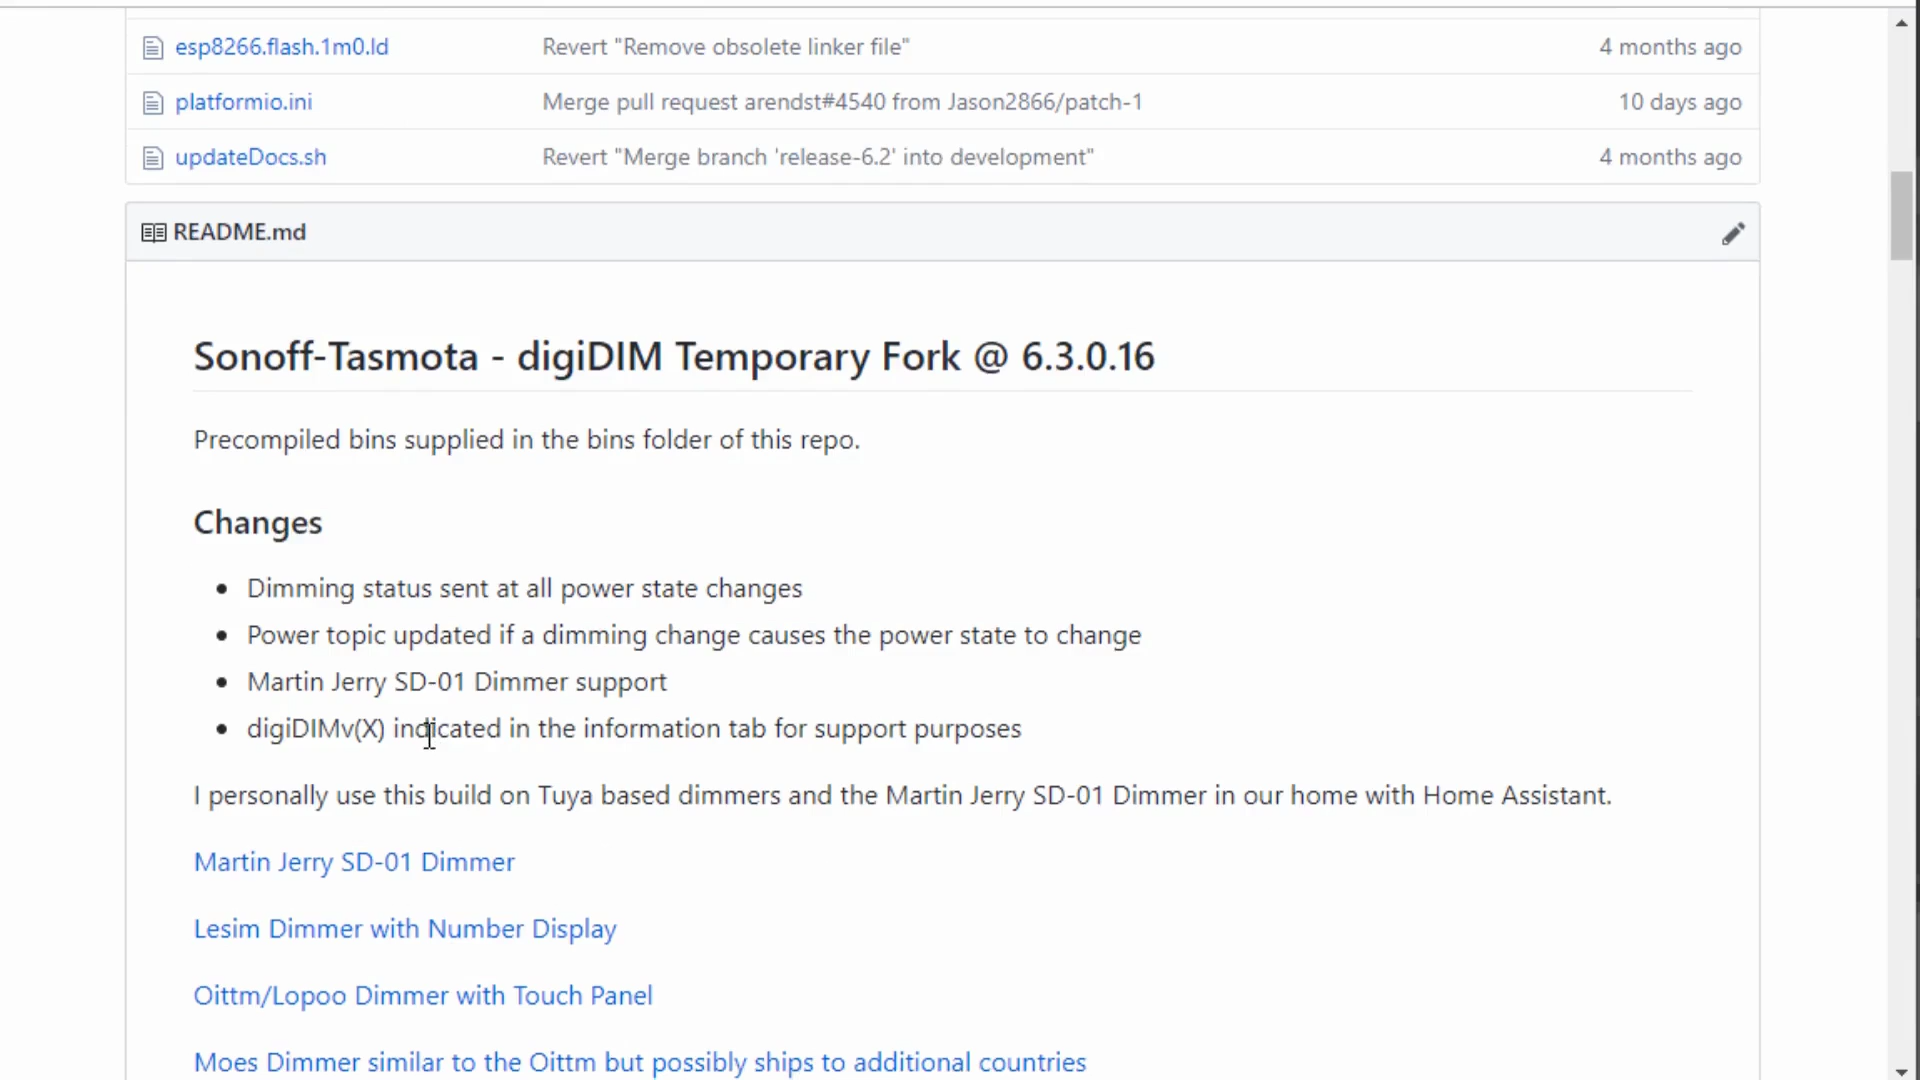 esp8266.flash.1m0.ld Revert "Remove obsolete linker file" 4 months ago
platformio.ini Merge pull request arendst#4540 from Jason2866/patch-1 10 days ago
updateDocs.sh Revert "Merge branch 'release-6.2' into development" 4 months ago
README.md
Sonoff-Tasmota - digiDIM Temporary Fork @ 6.3.0.16
Precompiled bins supplied in the bins folder of this repo.
Changes
• Dimming status sent at all power state changes
• Power topic updated if a dimming change causes the power state to change
• Martin Jerry SD-01 Dimmer support
• digiDIMv(X) indicated in the information tab for support purposes
I personally use this build on Tuya based dimmers and the Martin Jerry SD-01 Dimmer in our home with Home Assistant.
Martin Jerry SD-01 Dimmer
Lesim Dimmer with Number Display
Oittm/Lopoo Dimmer with Touch Panel
Moes Dimmer similar to the Oittm but possibly ships to additional countries